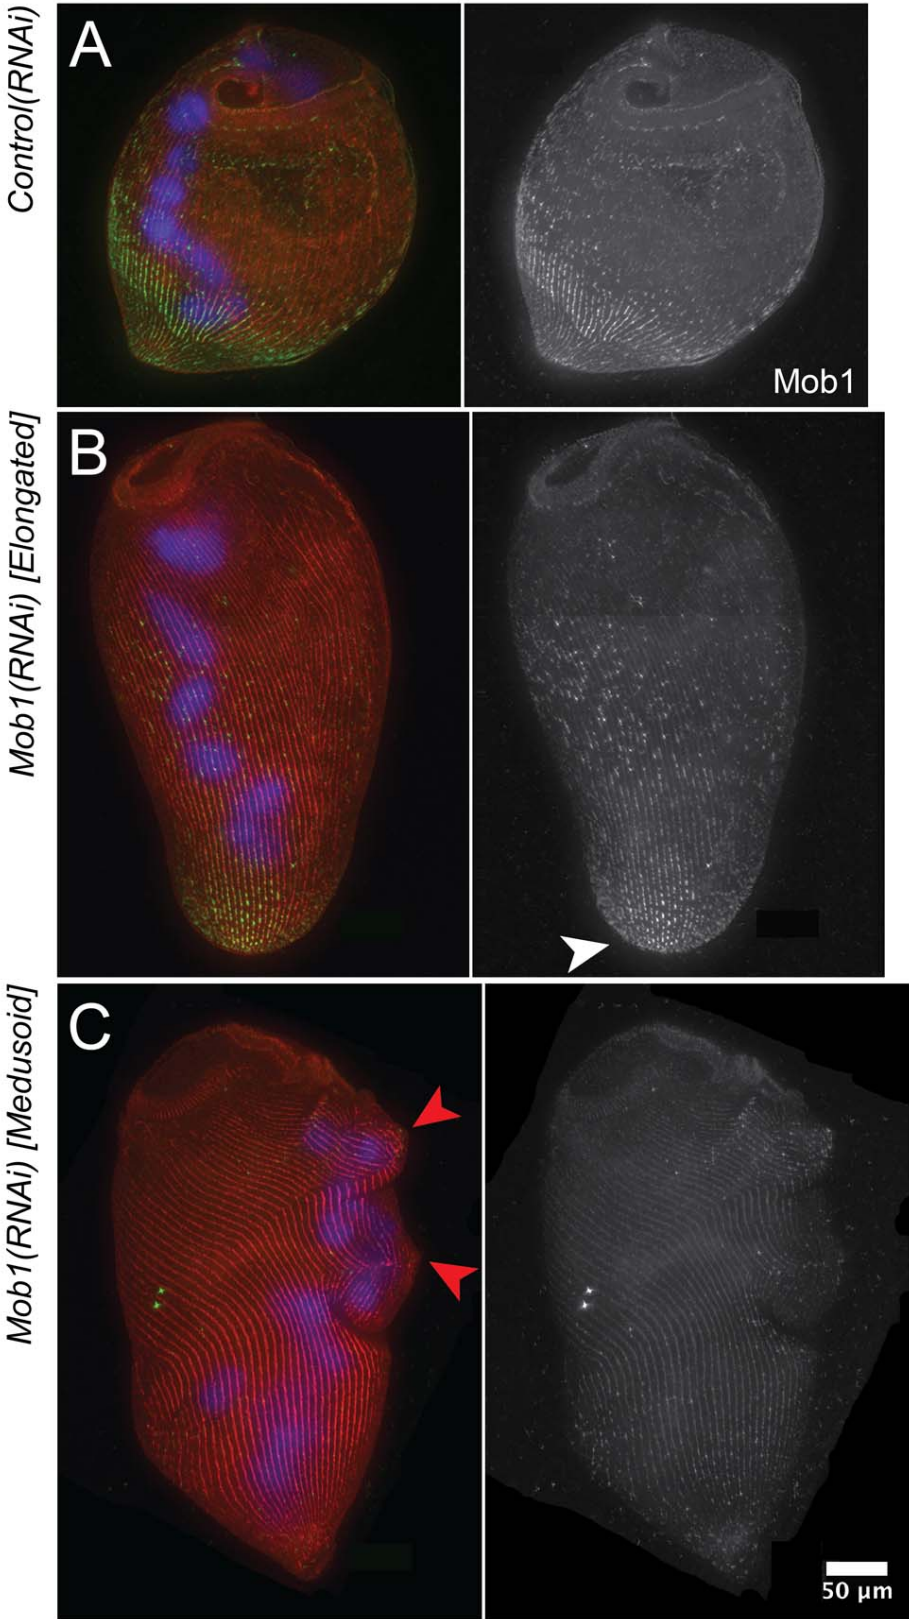 Control(RNAi)
A
Mob1
Mob1(RNAi) [Elongated]
B
Mob1(RNAi) [Medusoid]
C
50 µm